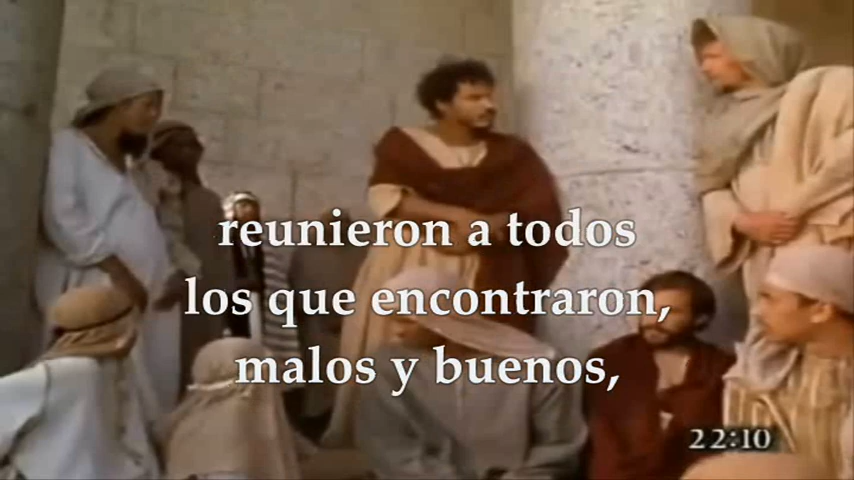 reunieron a todos
los que encontraron,
malos y buenos,
22:10